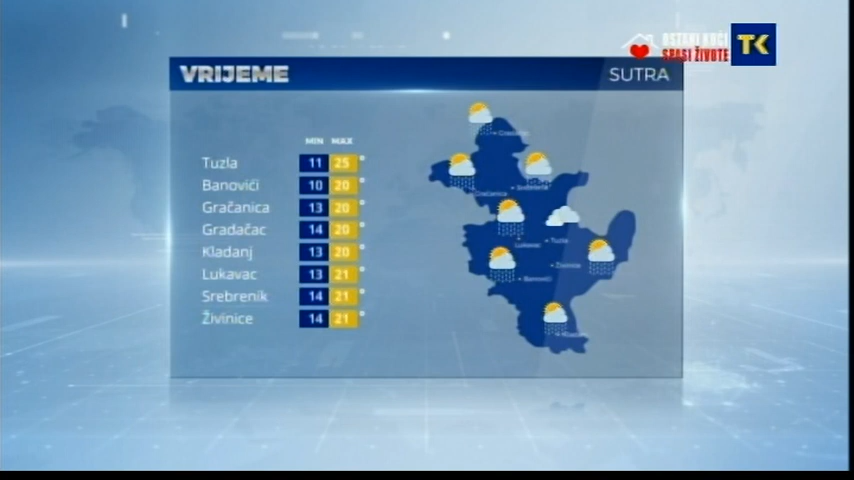 OSTANI KUĆI
SPASI ŽIVOTE
TK
VRIJEME
SUTRA
MIN MAX
Tuzla 11 25°
Banovići 10 20°
Gračanica 13 20°
Gradačac 14 20°
Kladanj 13 20°
Lukavac 13 21°
Srebrenik 14 21°
Živinice 14 21°
Gračanica
Srebrenik
Lukavac
Tuzla
Živinice
Banovići